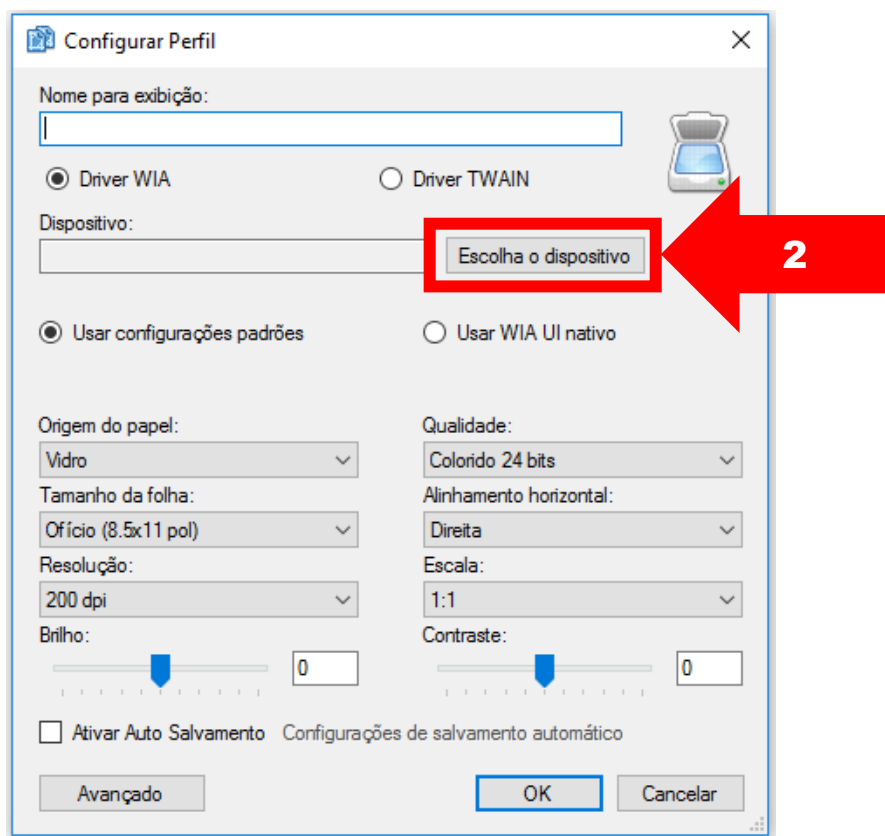 Configurar Perfil
Nome para exibição:
Driver WIA
Driver TWAIN
Dispositivo:
Escolha o dispositivo
2
Usar configurações padrões
Usar WIA UI nativo
Origem do papel:
Qualidade:
Vidro
Colorido 24 bits
Tamanho da folha:
Alinhamento horizontal:
Ofício (8.5x11 pol)
Direita
Resolução:
Escala:
200 dpi
1:1
Brilho:
Contraste:
0
0
Ativar Auto Salvamento
Configurações de salvamento automático
Avançado
OK
Cancelar